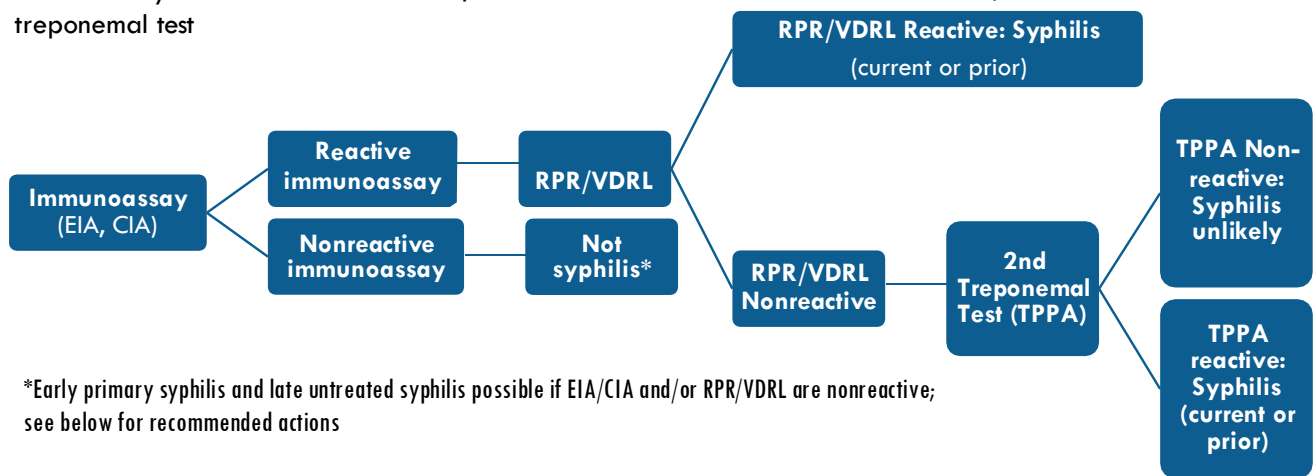 treponemal test
RPR/VDRL Reactive: Syphilis
(current or prior)
Reactive
immunoassay
RPR/VDRL
TPPA Non-
reactive:
Syphilis
unlikely
Immunoassay
(EIA, CIA)
Nonreactive
immunoassay
Not
syphilis*
RPR/VDRL
Nonreactive
2nd
Treponemal
Test (TPPA)
TPPA
reactive:
Syphilis
(current or
prior)
*Early primary syphilis and late untreated syphilis possible if EIA/CIA and/or RPR/VDRL are nonreactive;
see below for recommended actions